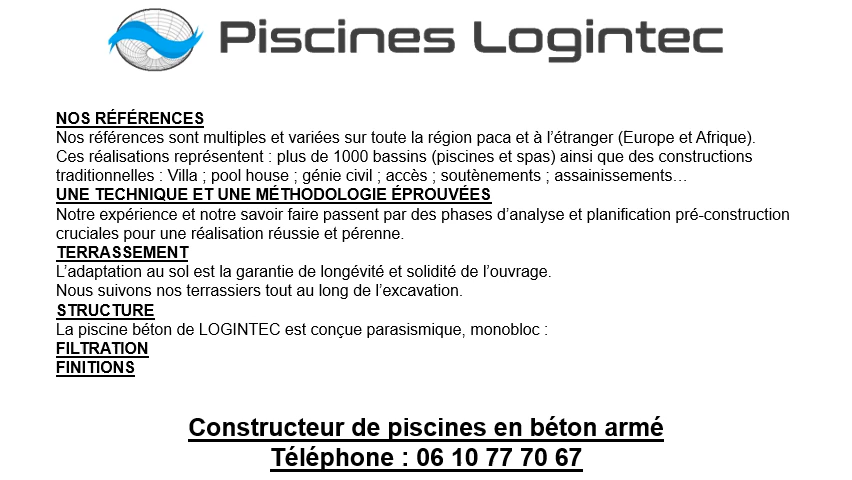 Piscines Logintec
NOS RÉFÉRENCES
Nos références sont multiples et variées sur toute la région paca et à l’étranger (Europe et Afrique).
Ces réalisations représentent : plus de 1000 bassins (piscines et spas) ainsi que des constructions
traditionnelles : Villa ; pool house ; génie civil ; accès ; soutènements ; assainissements…
UNE TECHNIQUE ET UNE MÉTHODOLOGIE ÉPROUVÉES
Notre expérience et notre savoir faire passent par des phases d’analyse et planification pré-construction
cruciales pour une réalisation réussie et pérenne.
TERRASSEMENT
L’adaptation au sol est la garantie de longévité et solidité de l’ouvrage.
Nous suivons nos terrassiers tout au long de l’excavation.
STRUCTURE
La piscine béton de LOGINTEC est conçue parasismique, monobloc :
FILTRATION
FINITIONS
Constructeur de piscines en béton armé
Téléphone : 06 10 77 70 67